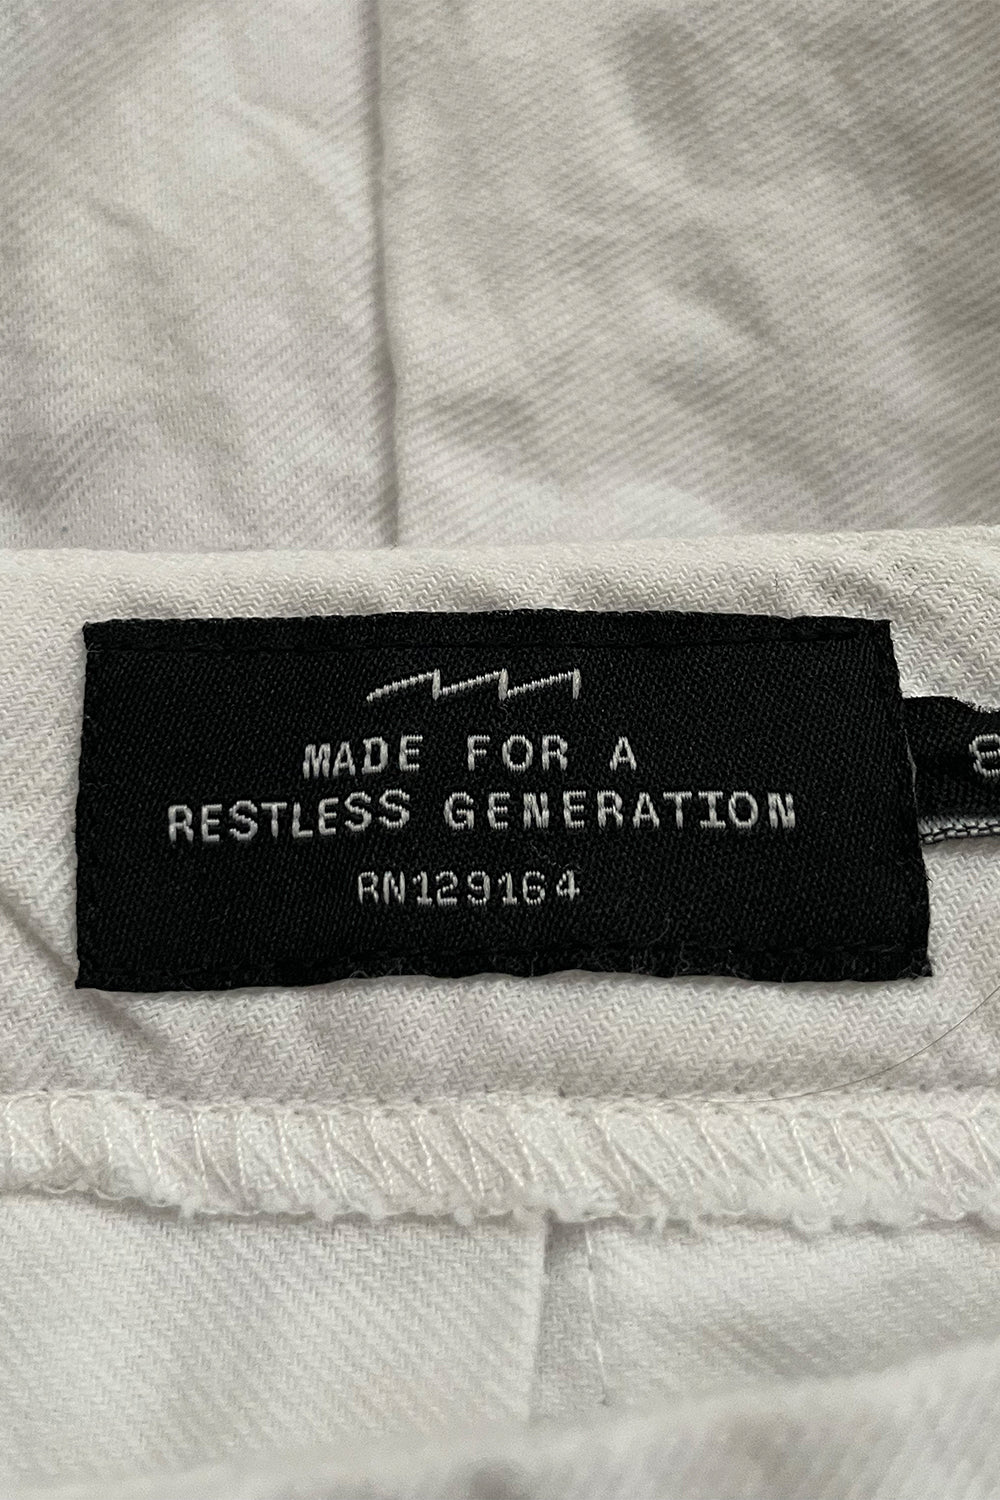 MADE FOR A
RESTLESS GENERATION
RN129164